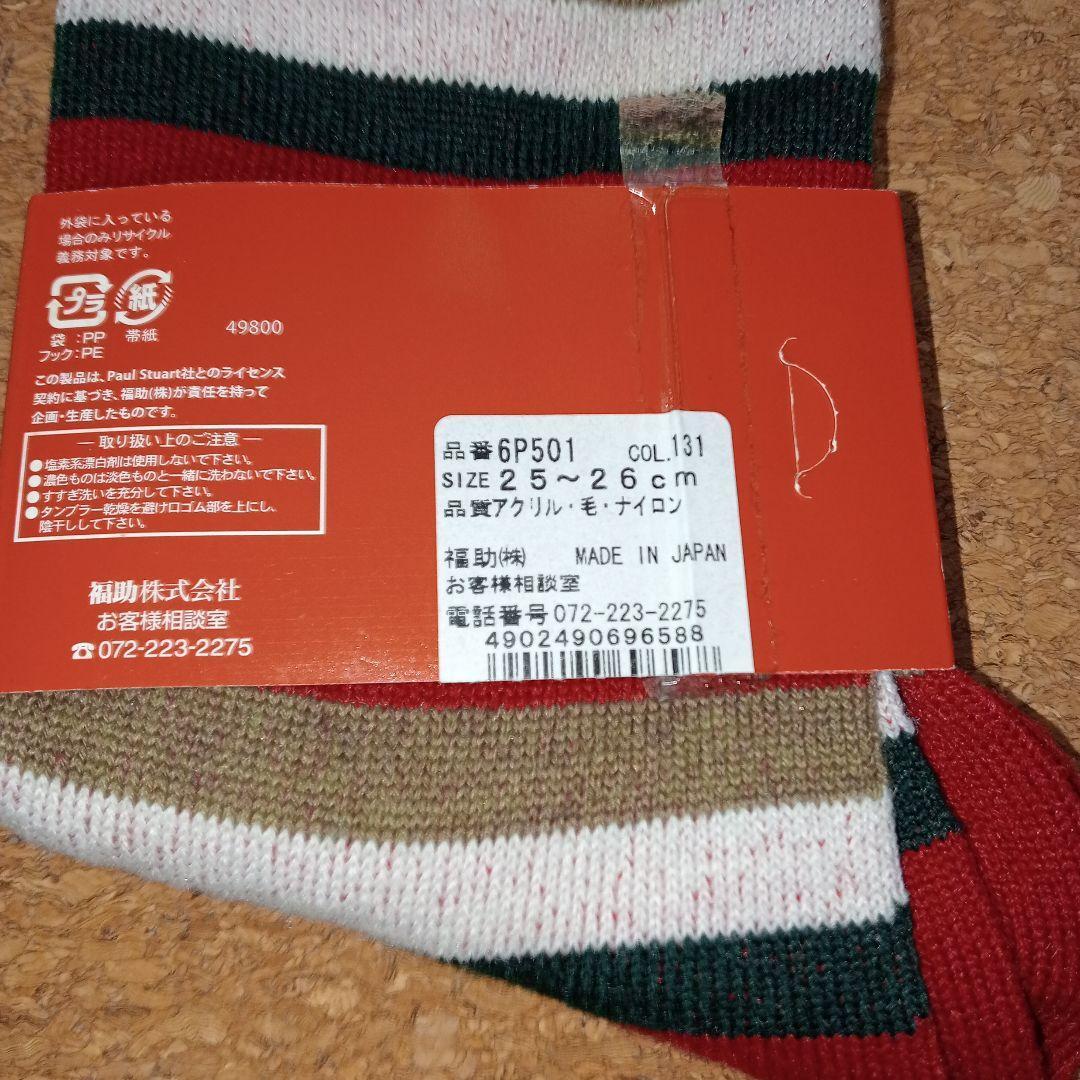 外袋に入っている
場合のみリサイクル
義務対象です。
プラ 紙
袋 :PP 帯紙
フック:PE
49800
この製品は、Paul Stuart社とのライセンス
契約に基づき、福助(株)が責任を持って
企画・生産したものです。
― 取り扱い上のご注意 ―
●塩素系漂白剤は使用しないで下さい。
●濃色ものは淡色ものと一緒に洗わないで下さい。
●すすぎ洗いを充分して下さい。
●タンブラー乾燥を避け口ゴム部を上にし、
陰干しして下さい。
福助株式会社
お客様相談室
☎072-223-2275
品番6P501 COL.131
SIZE 25～26cm
品質アクリル・毛・ナイロン
福助㈱ MADE IN JAPAN
お客様相談室
電話番号072-223-2275
4902490696588